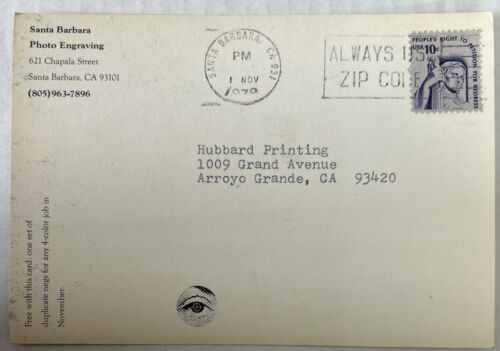 Santa Barbara
Photo Engraving
621 Chapala Street
Santa Barbara, CA 93101
(805)963-7896
SANTA BARBARA, CA 931
PM
1 NOV
1979
ALWAYS US
ZIP CODE
PEOPLE'S RIGHT TO PETITION FOR REDRESS
USA 10c
Hubbard Printing
1009 Grand Avenue
Arroyo Grande, CA 93420
Free with this card: one set of
duplicate negs for any 4-color job in
November.